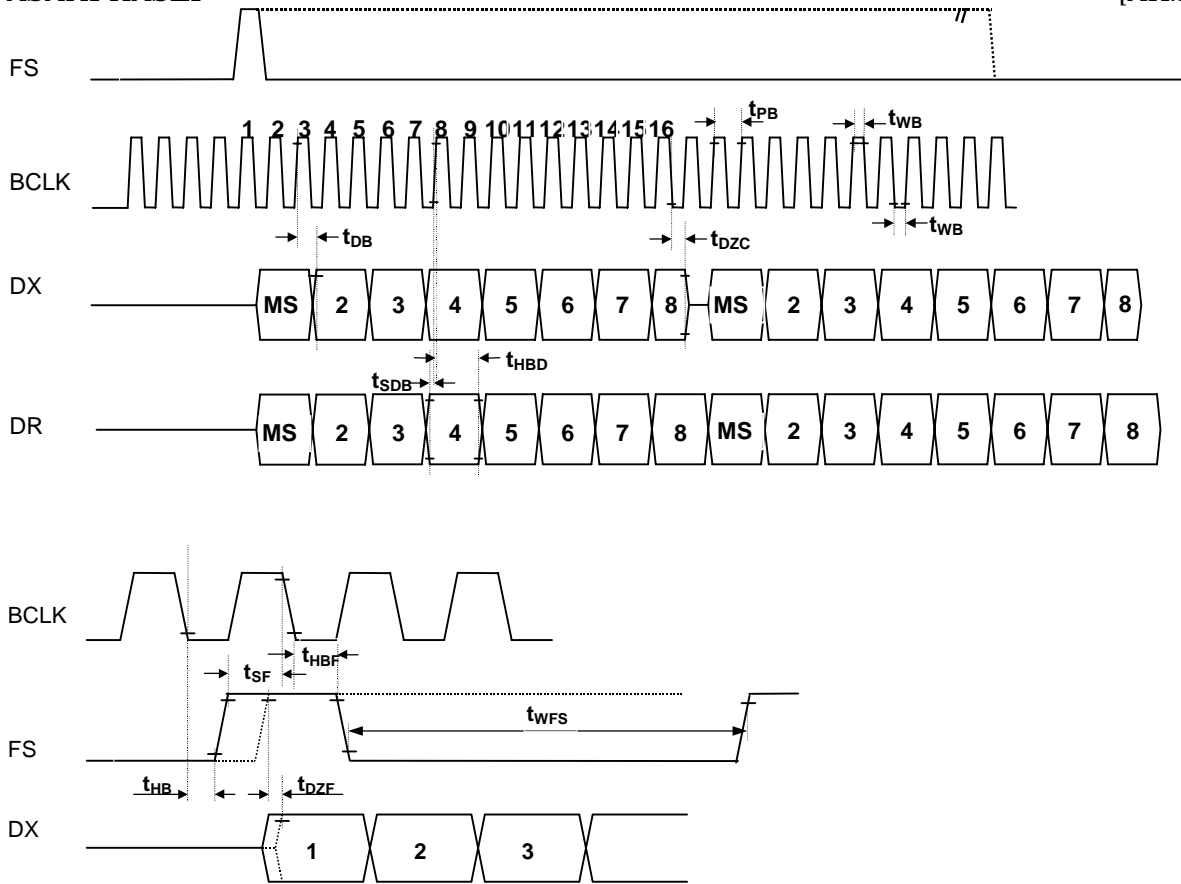 FS
1 2 3 4 5 6 7 8 9 10 11 12 13 14 15 16
tPB
tWB
BCLK
tWB
tDB
tDZC
DX
MS 2 3 4 5 6 7 8 MS 2 3 4 5 6 7 8
tHBD
tSDB
DR
MS 2 3 4 5 6 7 8 MS 2 3 4 5 6 7 8
BCLK
tHBF
tSF
tWFS
FS
tHB
tDZF
DX
1 2 3